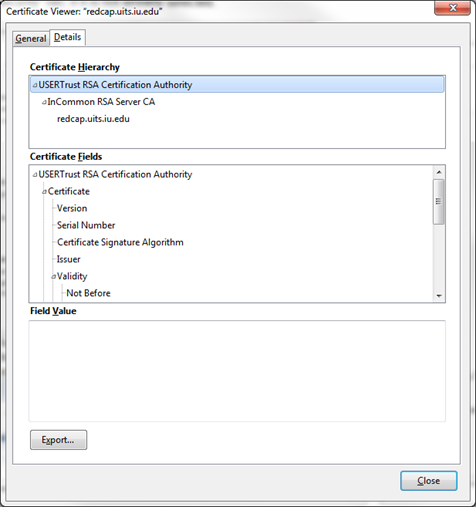 Certificate Viewer: "redcap.uits.iu.edu"
General Details
Certificate Hierarchy
USERTrust RSA Certification Authority
InCommon RSA Server CA
redcap.uits.iu.edu
Certificate Fields
USERTrust RSA Certification Authority
Certificate
Version
Serial Number
Certificate Signature Algorithm
Issuer
Validity
Not Before
Field Value
Export...
Close